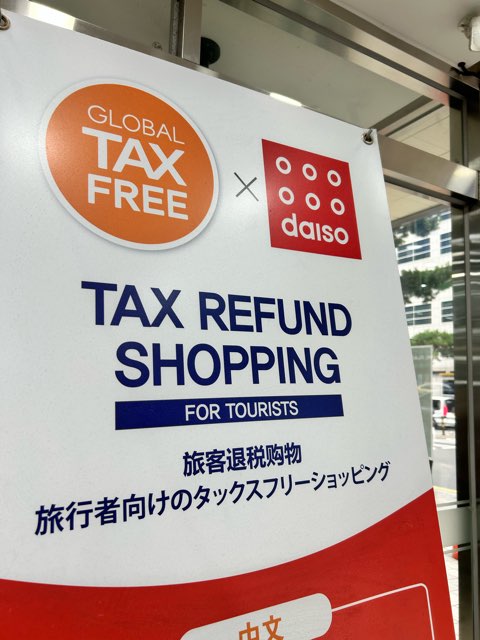 GLOBAL
TAX
FREE
×
daiso
TAX REFUND
SHOPPING
FOR TOURISTS
旅客退税购物
旅行者向けのタックスフリーショッピング
中文